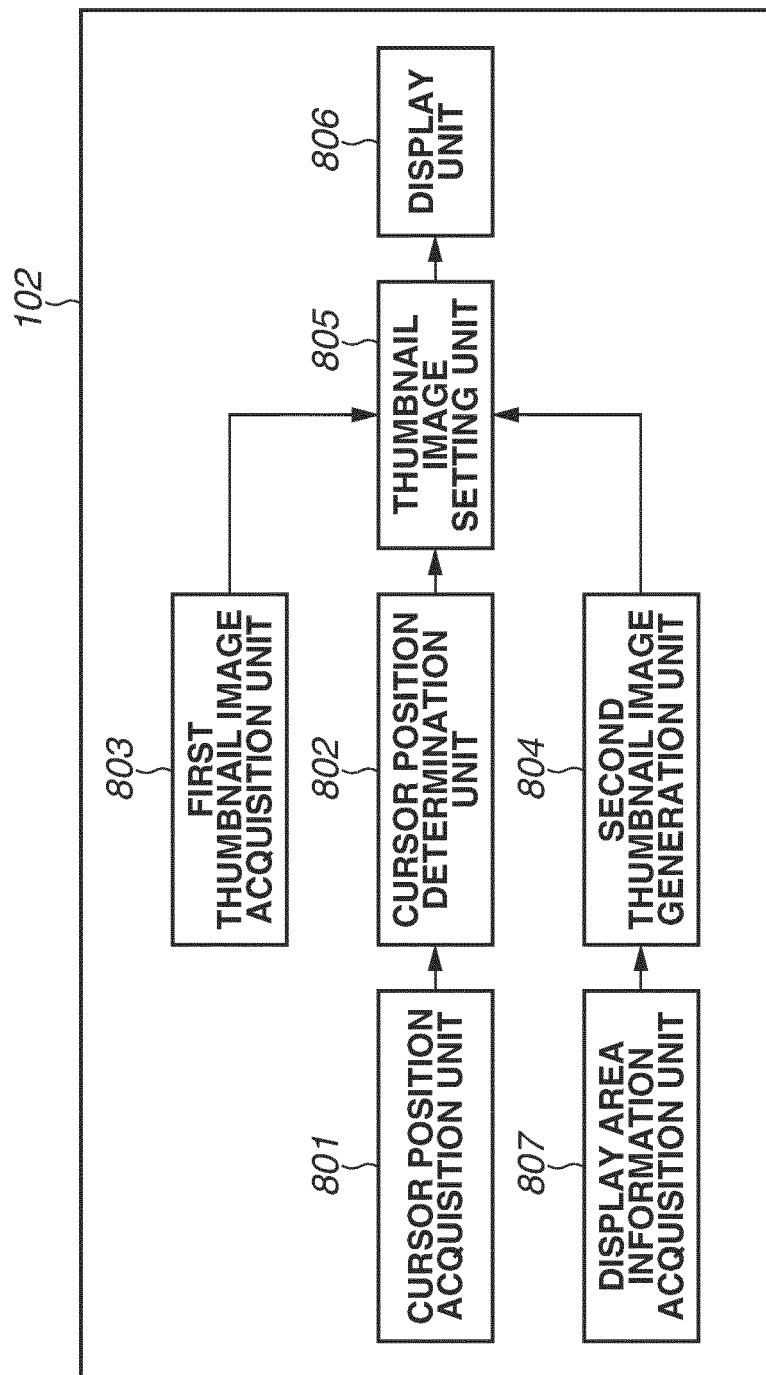 102
803
FIRST
THUMBNAIL IMAGE
ACQUISITION UNIT
801
CURSOR POSITION
ACQUISITION UNIT
802
CURSOR POSITION
DETERMINATION
UNIT
805
THUMBNAIL
IMAGE
SETTING UNIT
806
DISPLAY
UNIT
807
DISPLAY AREA
INFORMATION
ACQUISITION UNIT
804
SECOND
THUMBNAIL IMAGE
GENERATION UNIT